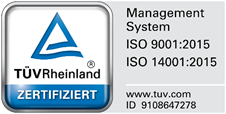 TÜVRheinland
ZERTIFIZIERT
Management
System
ISO 9001:2015
ISO 14001:2015
www.tuv.com
ID 9108647278